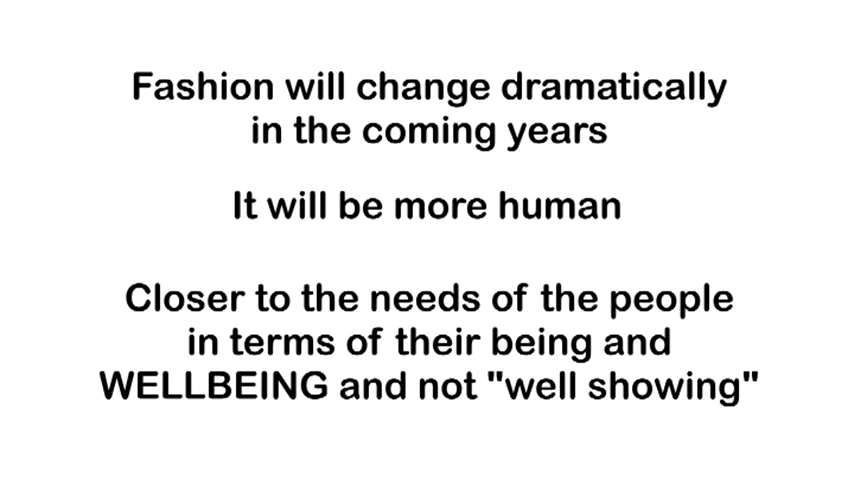 Fashion will change dramatically
in the coming years
It will be more human
Closer to the needs of the people
in terms of their being and
WELLBEING and not "well showing"